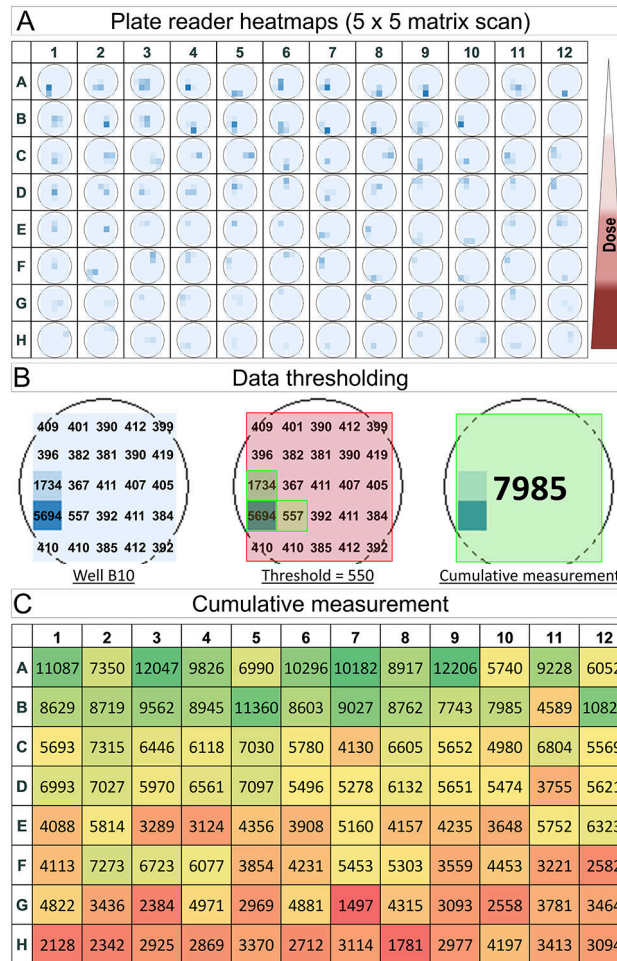 A Plate reader heatmaps (5 x 5 matrix scan)
1 2 3 4 5 6 7 8 9 10 11 12
A
B
C
D
E
F
G
H
Dose
B Data thresholding
409 401 390 412 399 409 401 390 412 399
396 382 381 390 419 396 382 381 390 419
1734 367 411 407 405 1734 367 411 407 405 7985
5694 557 392 411 384 5694 557 392 411 384
410 410 385 412 392 410 410 385 412 392
Well B10 Threshold = 550 Cumulative measurement
C Cumulative measurement
1 2 3 4 5 6 7 8 9 10 11 12
A 11087 7350 12047 9826 6990 10296 10182 8917 12206 5740 9228 6052
B 8629 8719 9562 8945 11360 8603 9027 8762 7743 7985 4589 1082
C 5693 7315 6446 6118 7030 5780 4130 6605 5652 4980 6804 5569
D 6993 7027 5970 6561 7097 5496 5278 6132 5651 5474 3755 5621
E 4088 5814 3289 3124 4356 3908 5160 4157 4235 3648 5752 6323
F 4113 7273 6723 6077 3854 4231 5453 5303 3559 4453 3221 2582
G 4822 3436 2384 4971 2969 4881 1497 4315 3093 2558 3781 3464
H 2128 2342 2925 2869 3370 2712 3114 1781 2977 4197 3413 3094